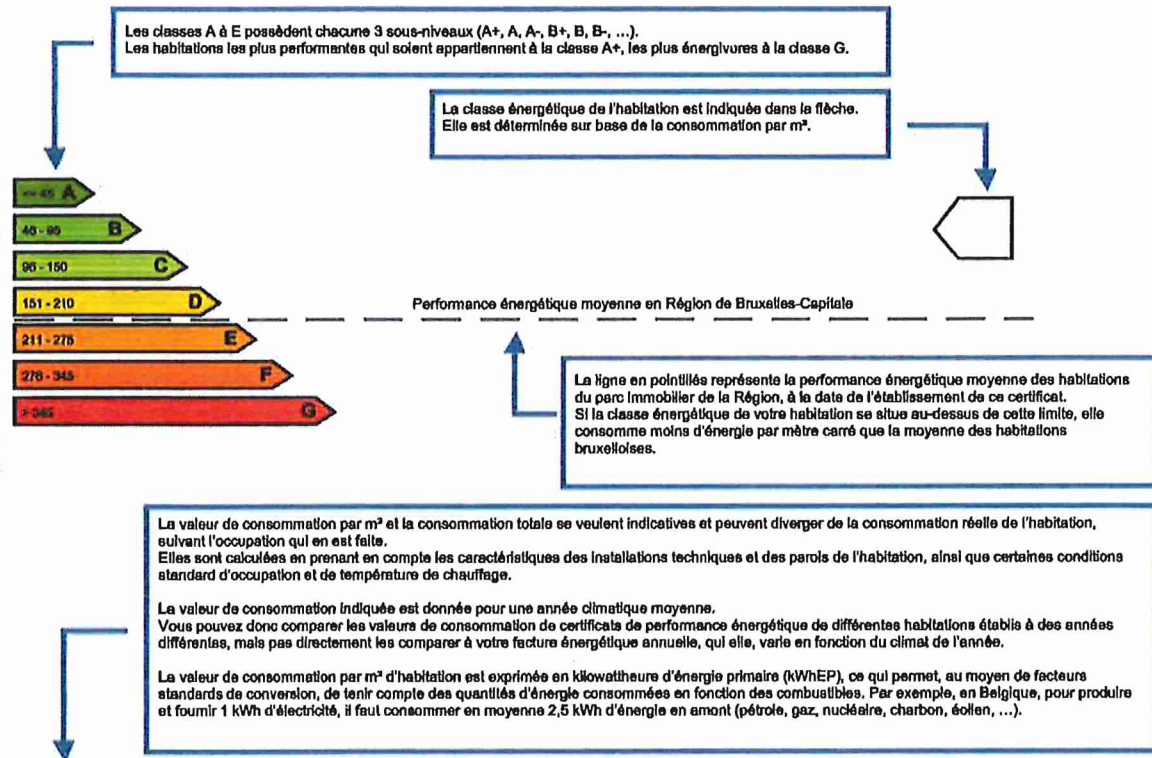 Les classes A à E possèdent chacune 3 sous-niveaux (A+, A, A-, B+, B, B-, ...).
Les habitations les plus performantes qui soient appartiennent à la classe A+, les plus énergivores à la classe G.
La classe énergétique de l'habitation est indiquée dans la flèche.
Elle est déterminée sur base de la consommation par m².
A
46 - 95 B
96 - 150 C
151 - 210 D
Performance énergétique moyenne en Région de Bruxelles-Capitale
211 - 275 E
276 - 345 F
> 345 G
La ligne en pointillés représente la performance énergétique moyenne des habitations
du parc immobilier de la Région, à la date de l'établissement de ce certificat.
Si la classe énergétique de votre habitation se situe au-dessus de cette limite, elle
consomme moins d'énergie par mètre carré que la moyenne des habitations
bruxelloises.
La valeur de consommation par m² et la consommation totale se veulent indicatives et peuvent diverger de la consommation réelle de l'habitation,
suivant l'occupation qui en est faite.
Elles sont calculées en prenant en compte les caractéristiques des installations techniques et des parois de l'habitation, ainsi que certaines conditions
standard d'occupation et de température de chauffage.
La valeur de consommation indiquée est donnée pour une année climatique moyenne.
Vous pouvez donc comparer les valeurs de consommation de certificats de performance énergétique de différentes habitations établis à des années
différentes, mais pas directement les comparer à votre facture énergétique annuelle, qui elle, varie en fonction du climat de l'année.
La valeur de consommation par m² d'habitation est exprimée en kilowattheure d'énergie primaire (kWhEP), ce qui permet, au moyen de facteurs
standards de conversion, de tenir compte des quantités d'énergie consommées en fonction des combustibles. Par exemple, en Belgique, pour produire
et fournir 1 kWh d'électricité, il faut consommer en moyenne 2,5 kWh d'énergie en amont (pétrole, gaz, nucléaire, charbon, éolien, ...).